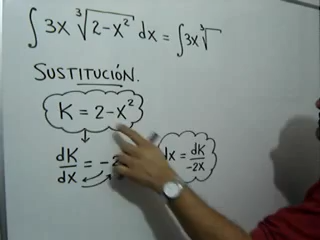 ∫ 3x ∛(2-x²) dx = ∫ 3x ∛
SUSTITUCIÓN.
K = 2-x²
dK/dx = -2
dx = dK/-2x